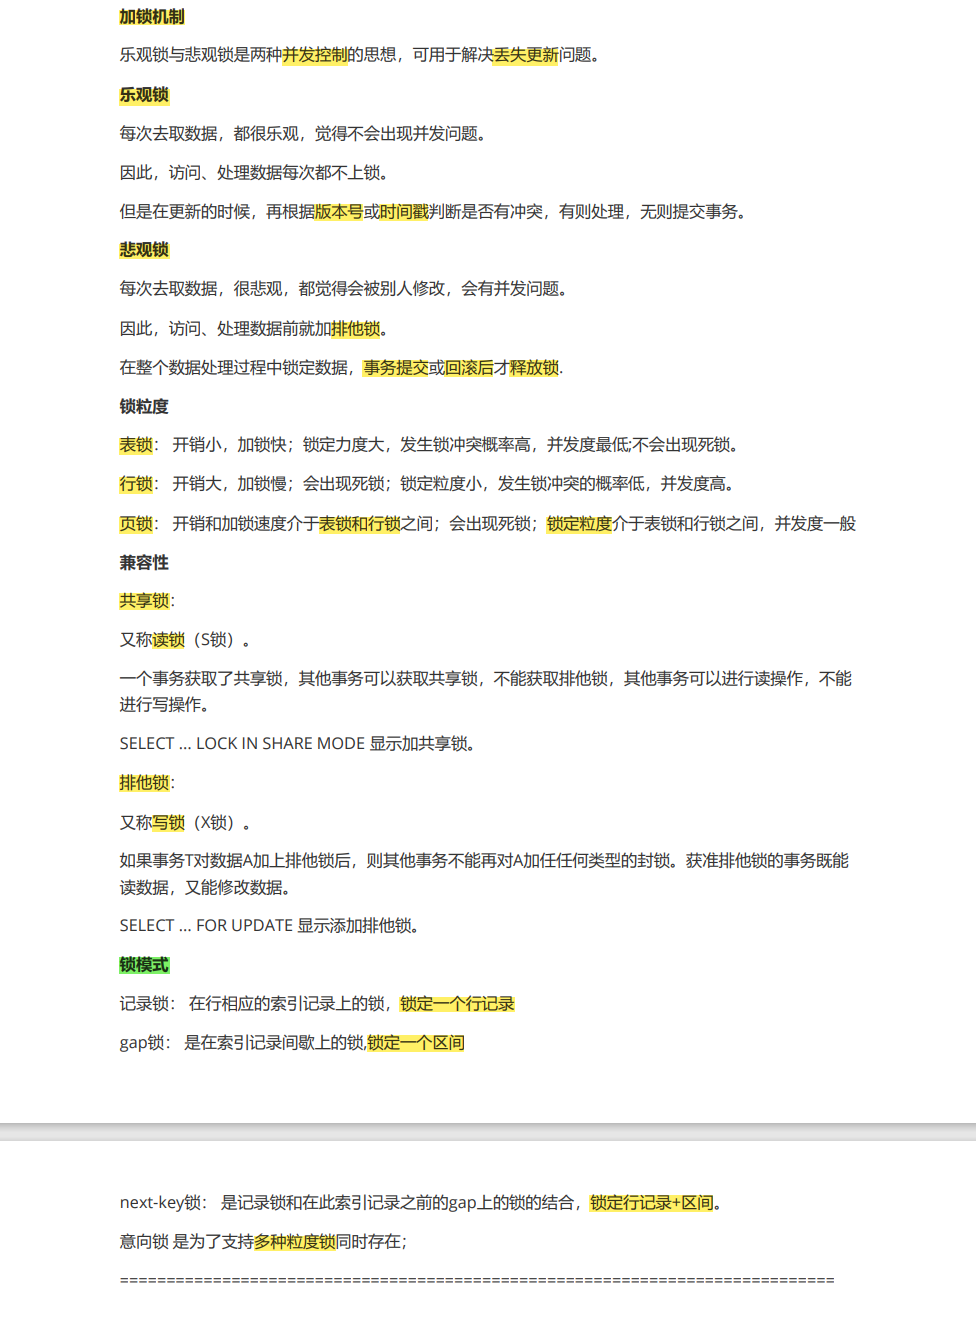 加锁机制
乐观锁与悲观锁是两种并发控制的思想，可用于解决丢失更新问题。
乐观锁
每次去取数据，都很乐观，觉得不会出现并发问题。
因此，访问、处理数据每次都不上锁。
但是在更新的时候，再根据版本号或时间戳判断是否有冲突，有则处理，无则提交事务。
悲观锁
每次去取数据，很悲观，都觉得会被别人修改，会有并发问题。
因此，访问、处理数据前就加排他锁。
在整个数据处理过程中锁定数据，事务提交或回滚后才释放锁.
锁粒度
表锁： 开销小，加锁快；锁定力度大，发生锁冲突概率高，并发度最低;不会出现死锁。
行锁： 开销大，加锁慢；会出现死锁；锁定粒度小，发生锁冲突的概率低，并发度高。
页锁： 开销和加锁速度介于表锁和行锁之间；会出现死锁；锁定粒度介于表锁和行锁之间，并发度一般
兼容性
共享锁：
又称读锁（S锁）。
一个事务获取了共享锁，其他事务可以获取共享锁，不能获取排他锁，其他事务可以进行读操作，不能
进行写操作。
SELECT ... LOCK IN SHARE MODE 显示加共享锁。
排他锁：
又称写锁（X锁）。
如果事务T对数据A加上排他锁后，则其他事务不能再对A加任任何类型的封锁。获准排他锁的事务既能
读数据，又能修改数据。
SELECT ... FOR UPDATE 显示添加排他锁。
锁模式
记录锁： 在行相应的索引记录上的锁，锁定一个行记录
gap锁： 是在索引记录间歇上的锁,锁定一个区间
next-key锁： 是记录锁和在此索引记录之前的gap上的锁的结合，锁定行记录+区间。
意向锁 是为了支持多种粒度锁同时存在；
===========================================================================